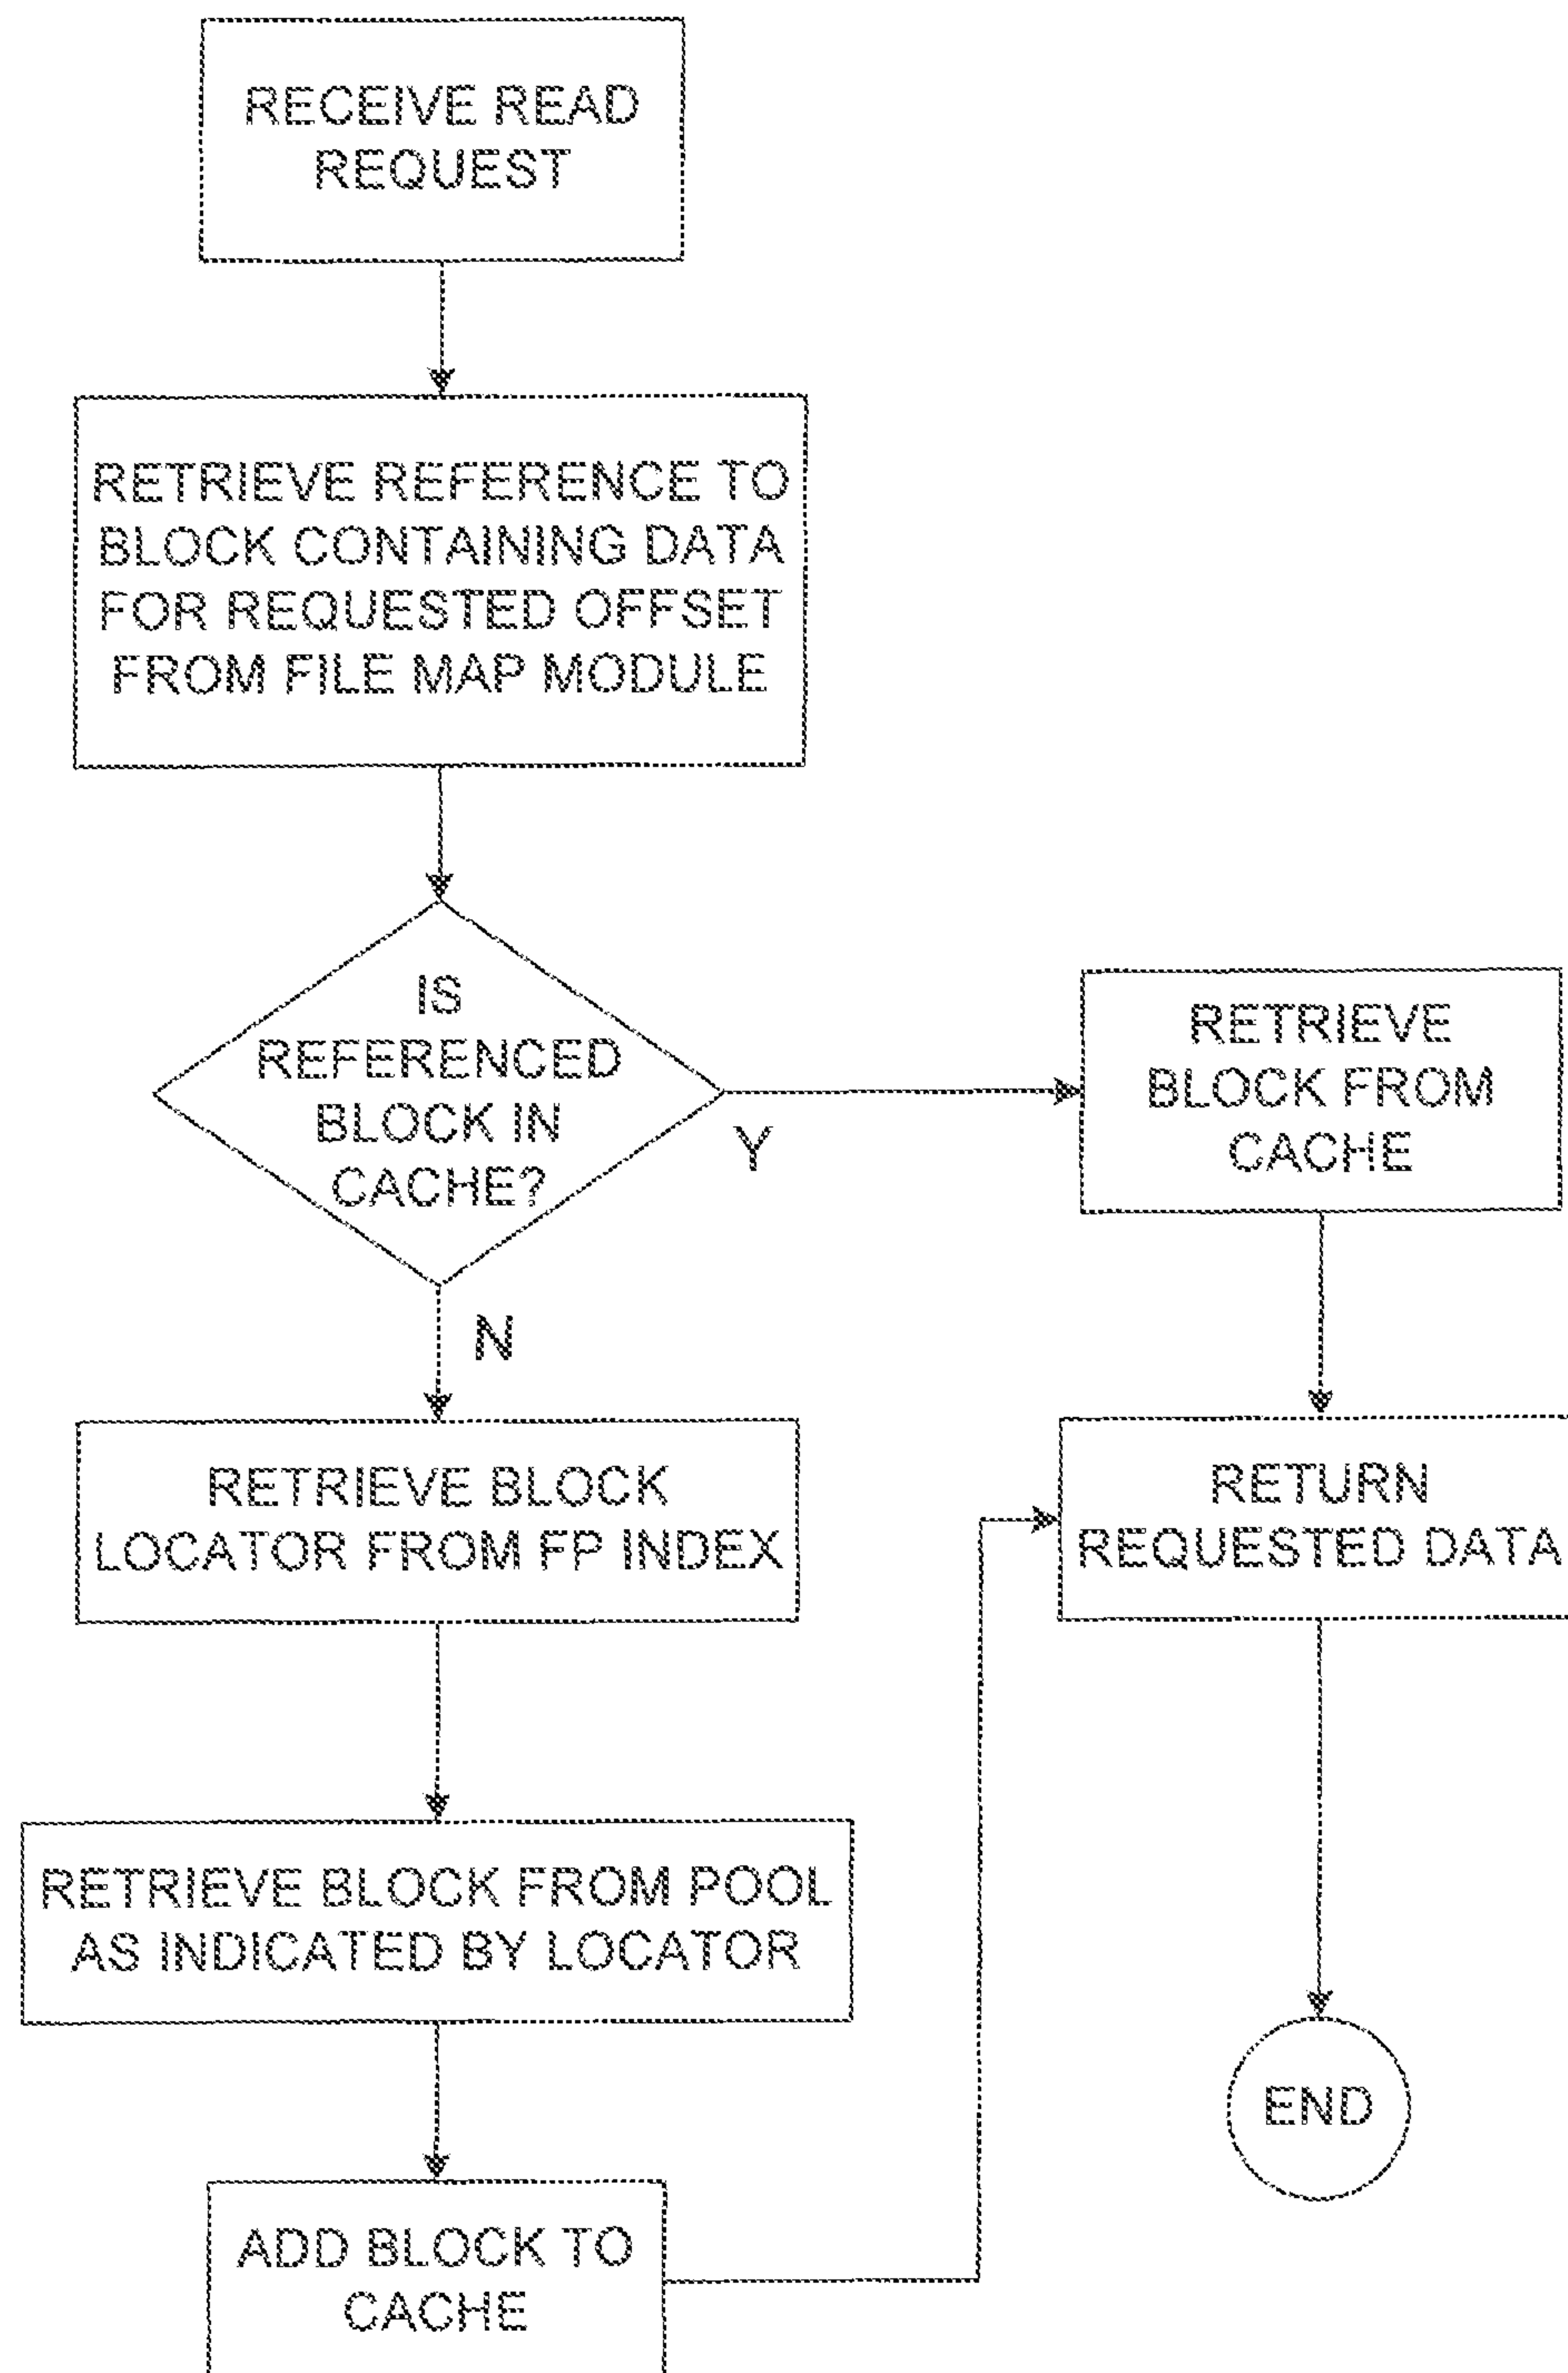 RECEIVE READ
REQUEST
RETRIEVE REFERENCE TO
BLOCK CONTAINING DATA
FOR REQUESTED OFFSET
FROM FILE MAP MODULE
IS
REFERENCED
BLOCK IN
CACHE?
Y
RETRIEVE
BLOCK FROM
CACHE
N
RETRIEVE BLOCK
LOCATOR FROM FP INDEX
RETURN
REQUESTED DATA
RETRIEVE BLOCK FROM POOL
AS INDICATED BY LOCATOR
END
ADD BLOCK TO
CACHE